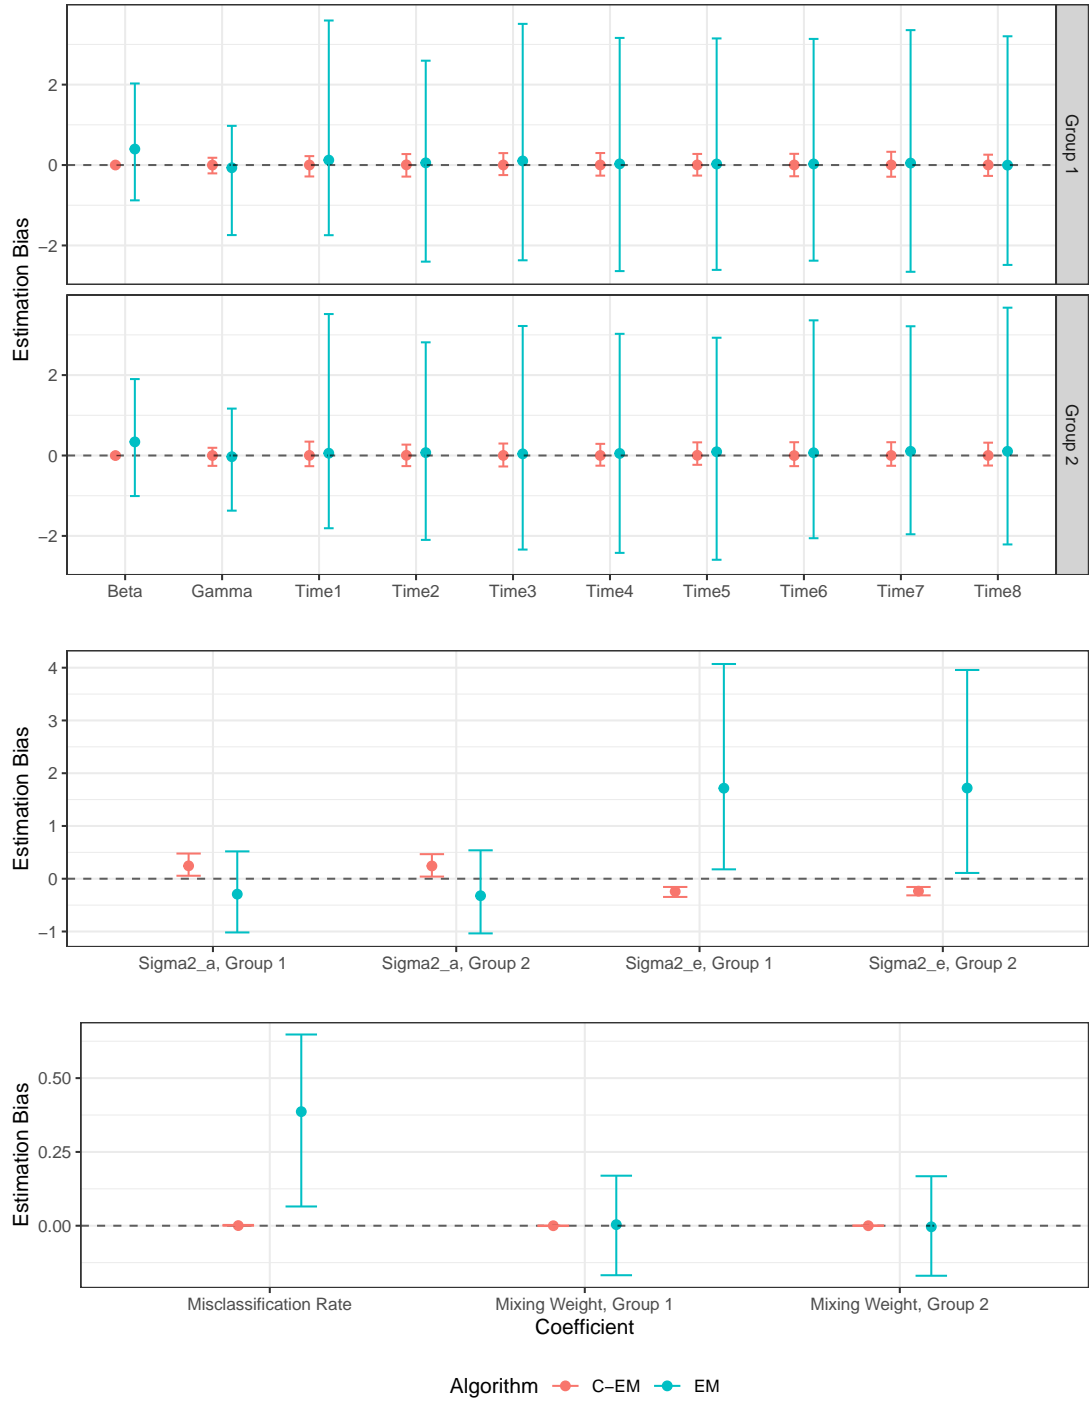 Estimation Bias
2
0
−2
Group 1
2
0
−2
Group 2
Beta Gamma Time1 Time2 Time3 Time4 Time5 Time6 Time7 Time8
Estimation Bias
4
3
2
1
0
−1
Sigma2_a, Group 1 Sigma2_a, Group 2 Sigma2_e, Group 1 Sigma2_e, Group 2
Estimation Bias
0.50
0.25
0.00
Misclassification Rate Mixing Weight, Group 1 Mixing Weight, Group 2
Coefficient
Algorithm C−EM EM